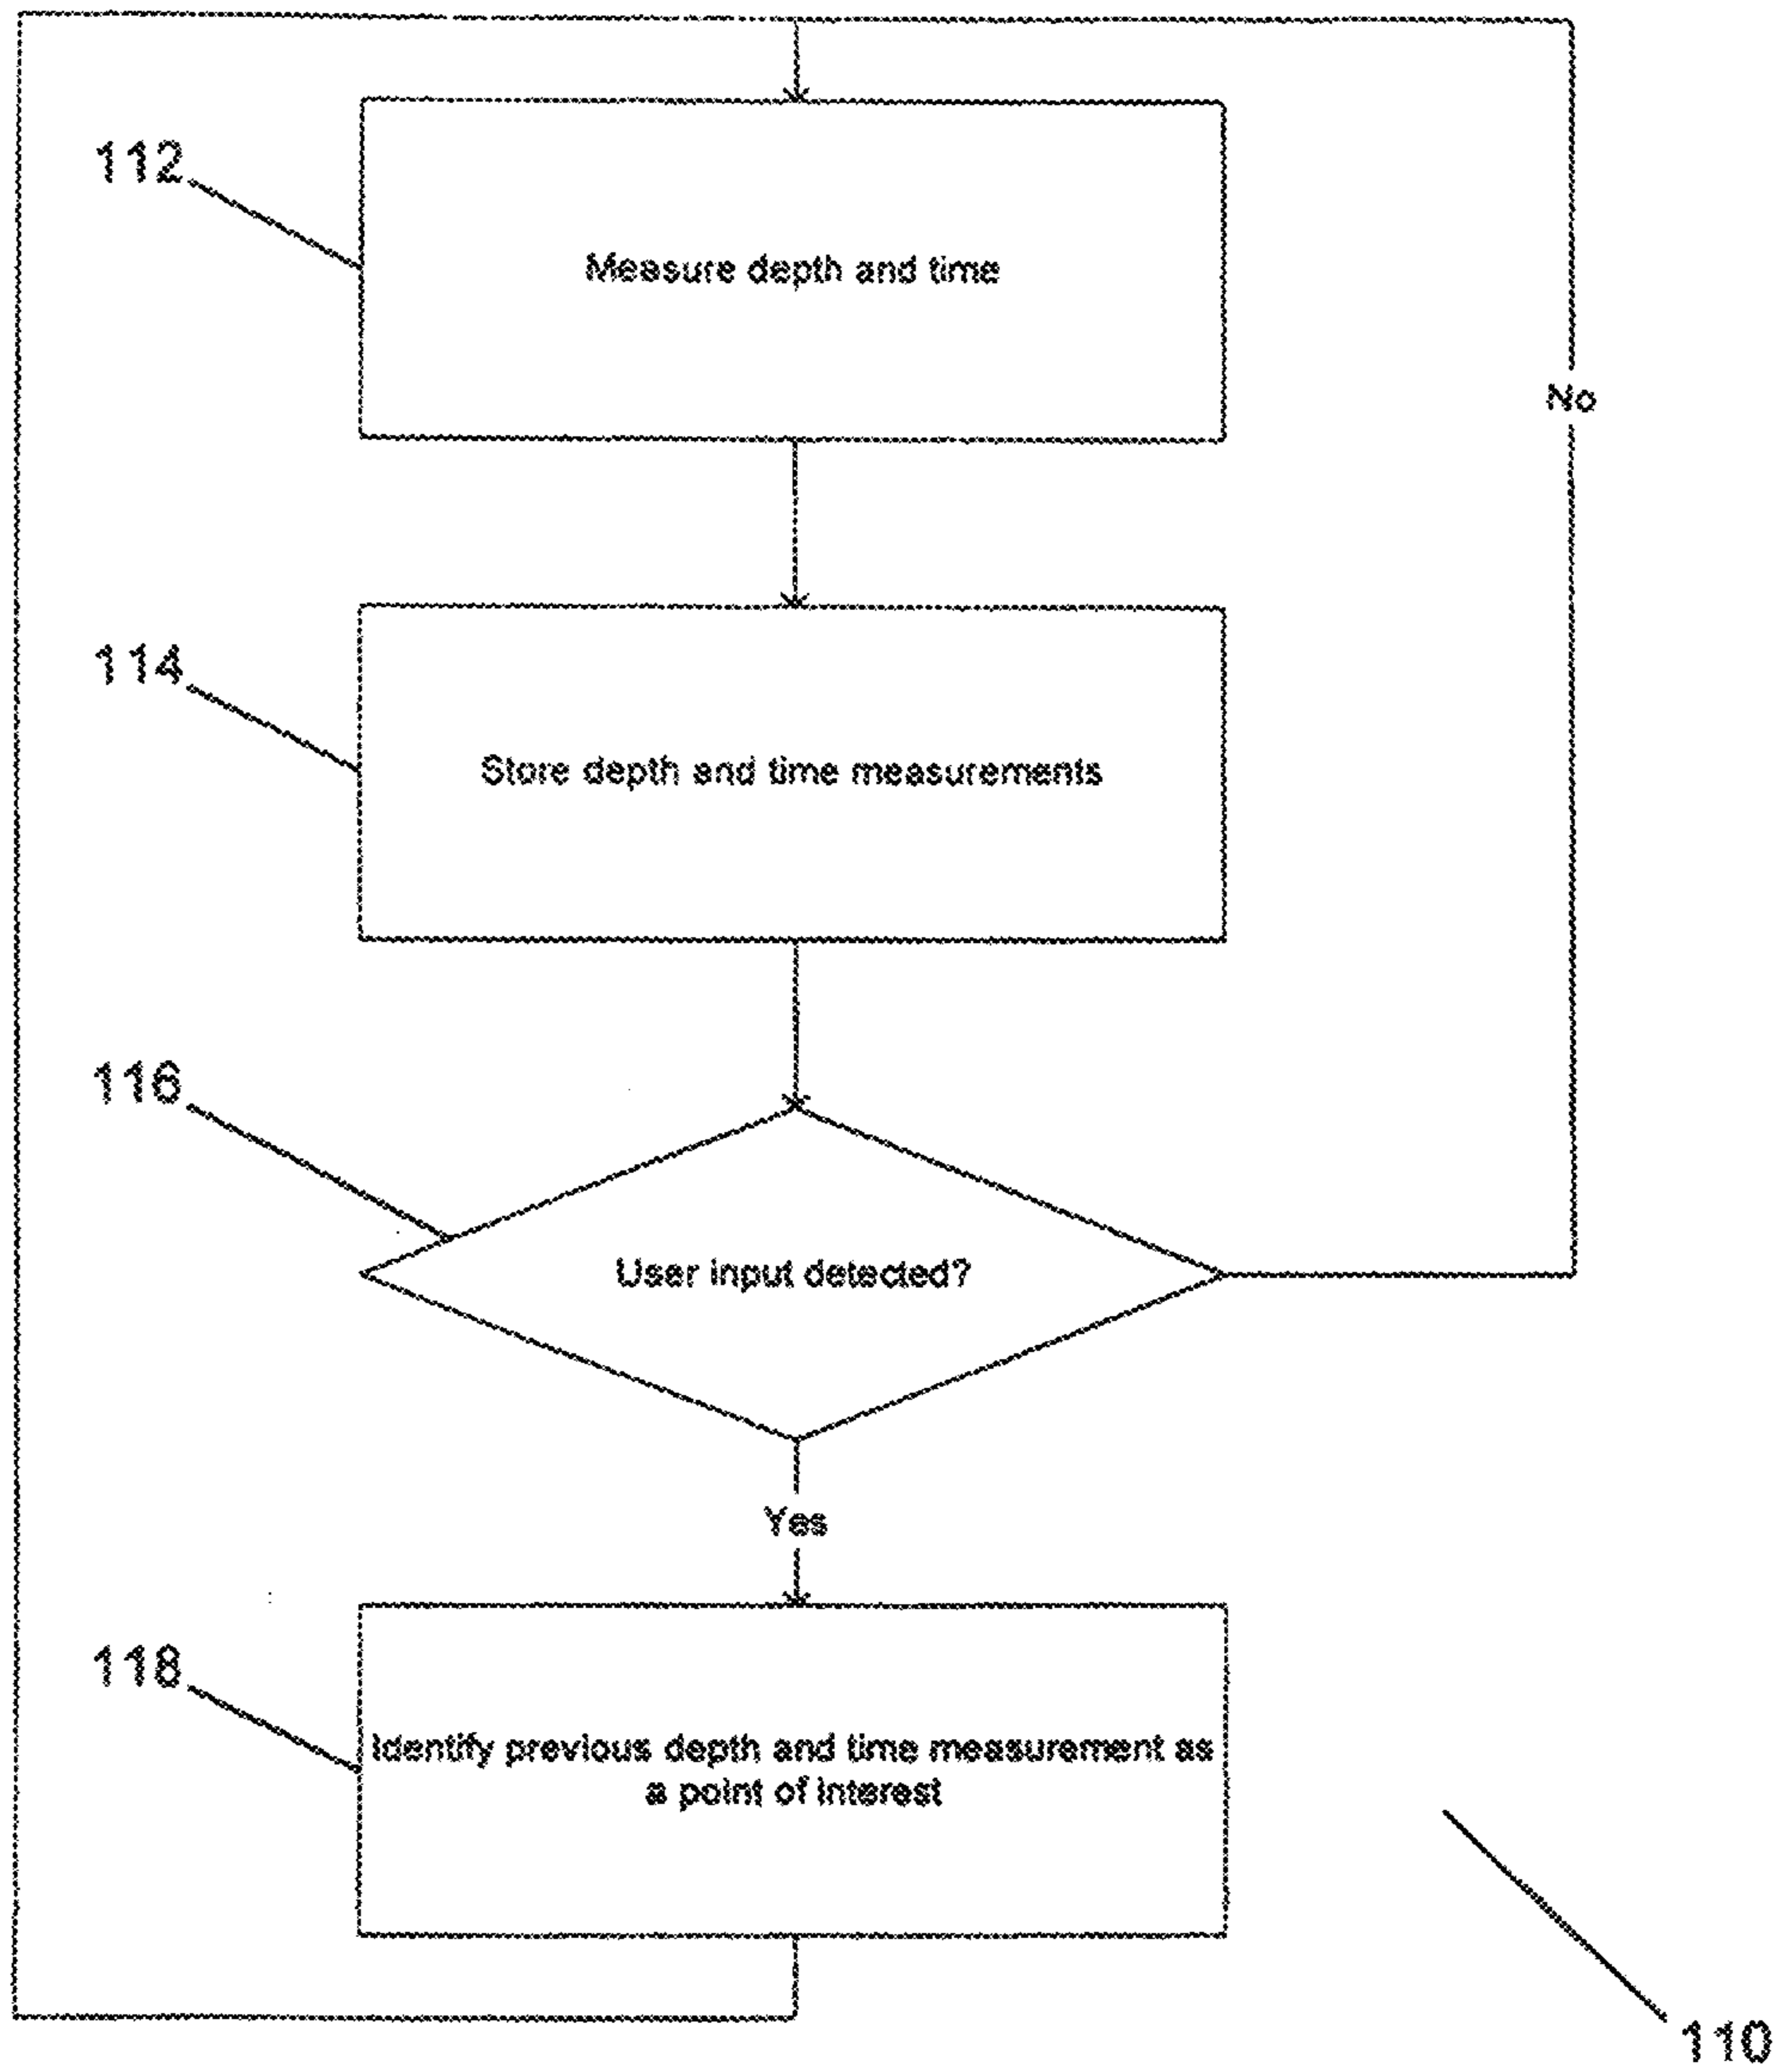 112
Measure depth and time
No
114
Store depth and time measurements
116
User input detected?
Yes
118
Identify previous depth and time measurement as
a point of interest
110